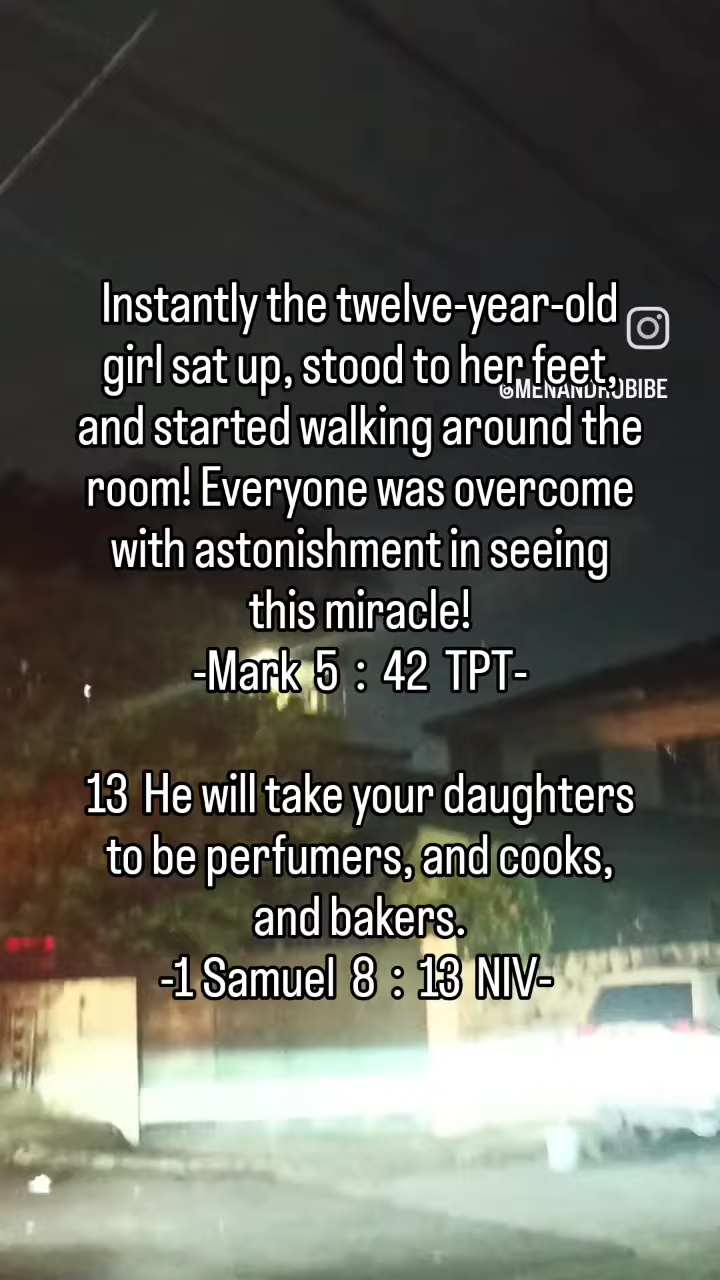 Instantly the twelve-year-old
girl sat up, stood to her feet,
@MENANDROBIBE
and started walking around the
room! Everyone was overcome
with astonishment in seeing
this miracle!
-Mark 5 : 42 TPT-
13 He will take your daughters
to be perfumers, and cooks,
and bakers.
-1 Samuel 8 : 13 NIV-